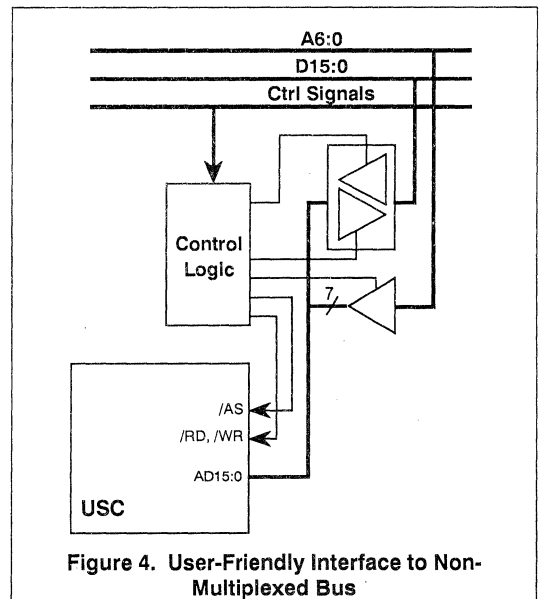 A6:0
D15:0
Ctrl Signals
Control
Logic
7
/AS
/RD, /WR
AD15:0
USC
Figure 4. User-Friendly Interface to Non-
Multiplexed Bus